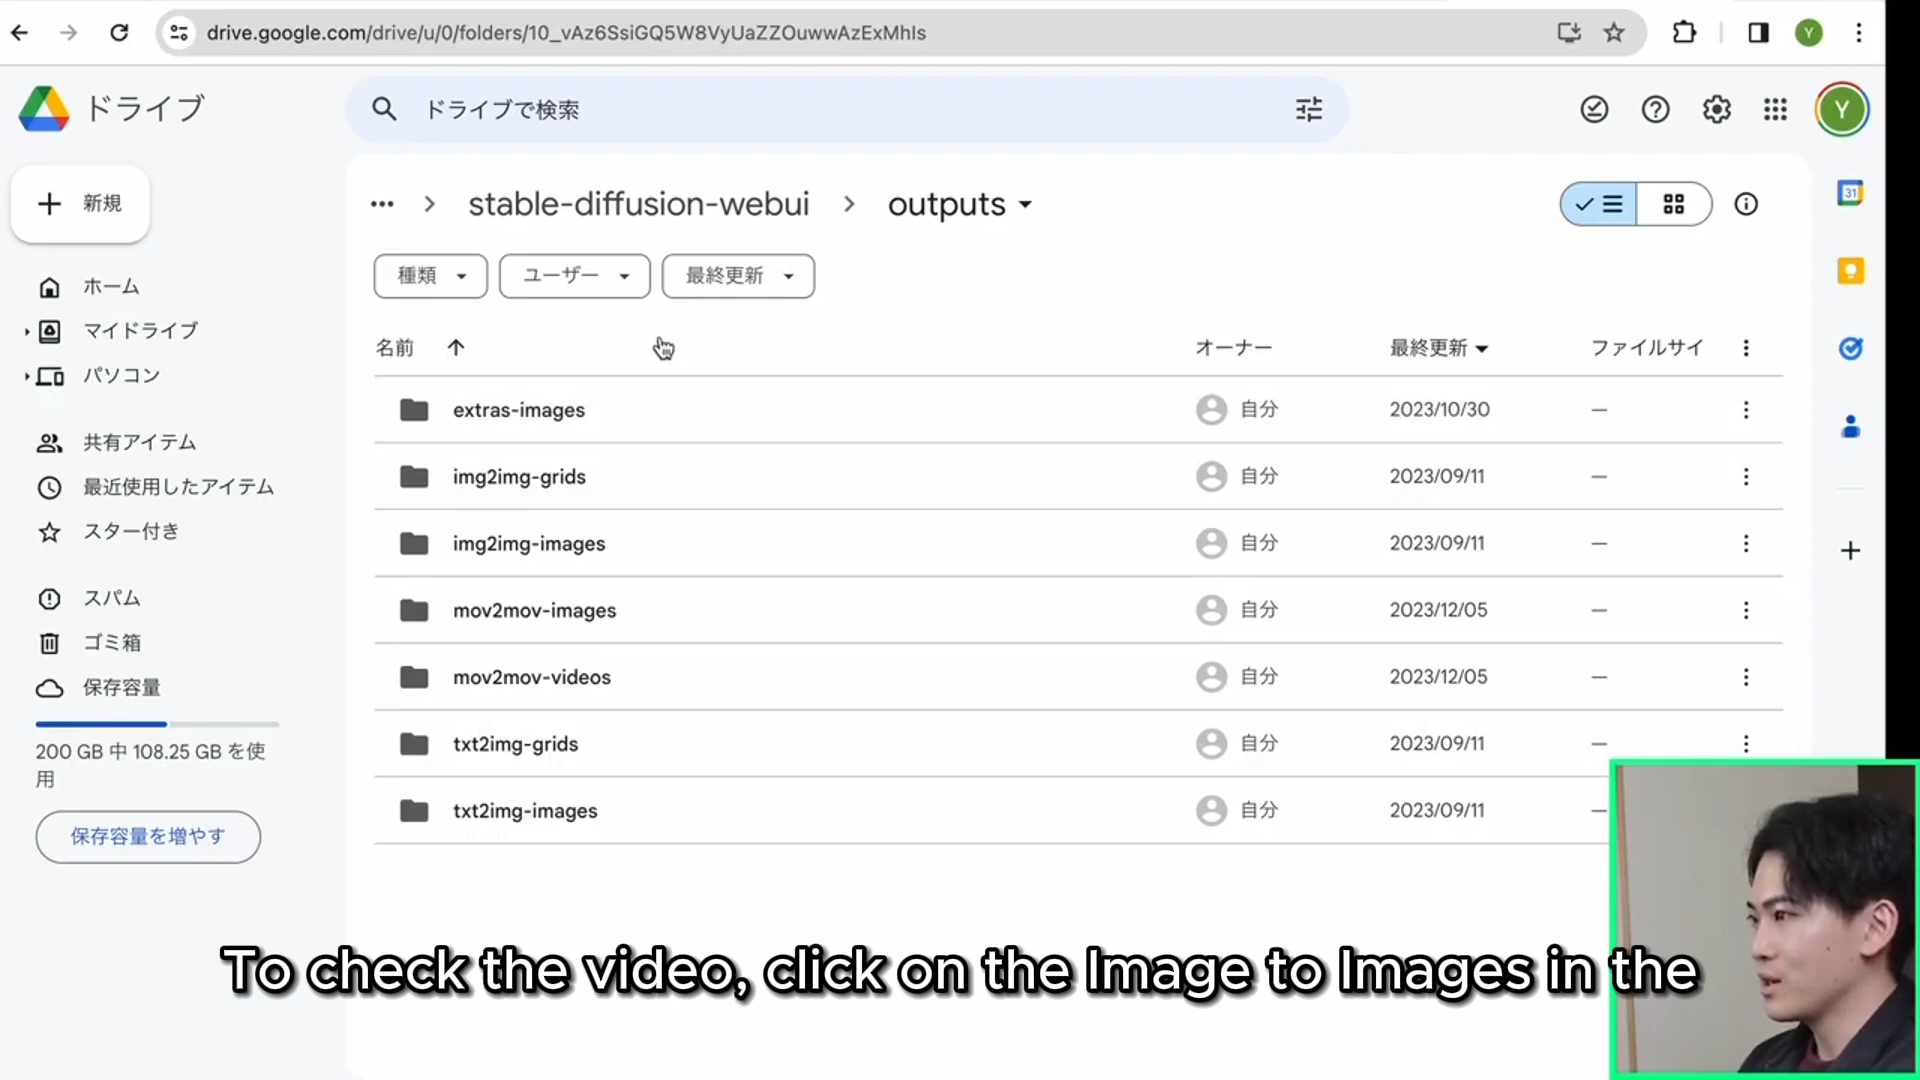 drive.google.com/drive/u/0/folders/10_vAz6SsiGQ5W8VyUaZZOuwwAzExMhIs
Y
ドライブ
ドライブで検索
Y
新規
stable-diffusion-webui
outputs
31
種類
ユーザー
最終更新
ホーム
マイドライブ
パソコン
共有アイテム
最近使用したアイテム
スター付き
スパム
ゴミ箱
保存容量
200 GB 中 108.25 GB を使
用
保存容量を増やす
名前 オーナー 最終更新 ファイルサイ
extras-images 自分 2023/10/30 —
img2img-grids 自分 2023/09/11 —
img2img-images 自分 2023/09/11 —
mov2mov-images 自分 2023/12/05 —
mov2mov-videos 自分 2023/12/05 —
txt2img-grids 自分 2023/09/11 —
txt2img-images 自分 2023/09/11 —
To check the video, click on the Image to Images in the